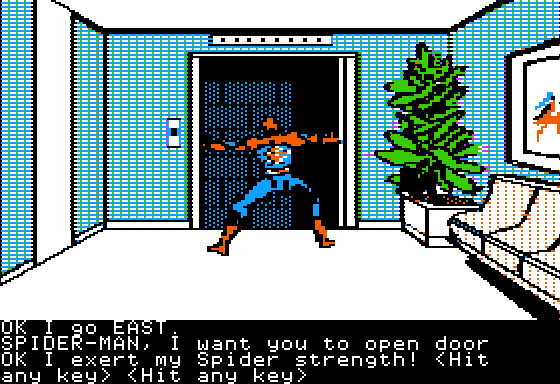 OK I go EAST.
SPIDER-MAN, I want you to open door
OK I exert my Spider strength! <Hit
any key> <Hit any key>